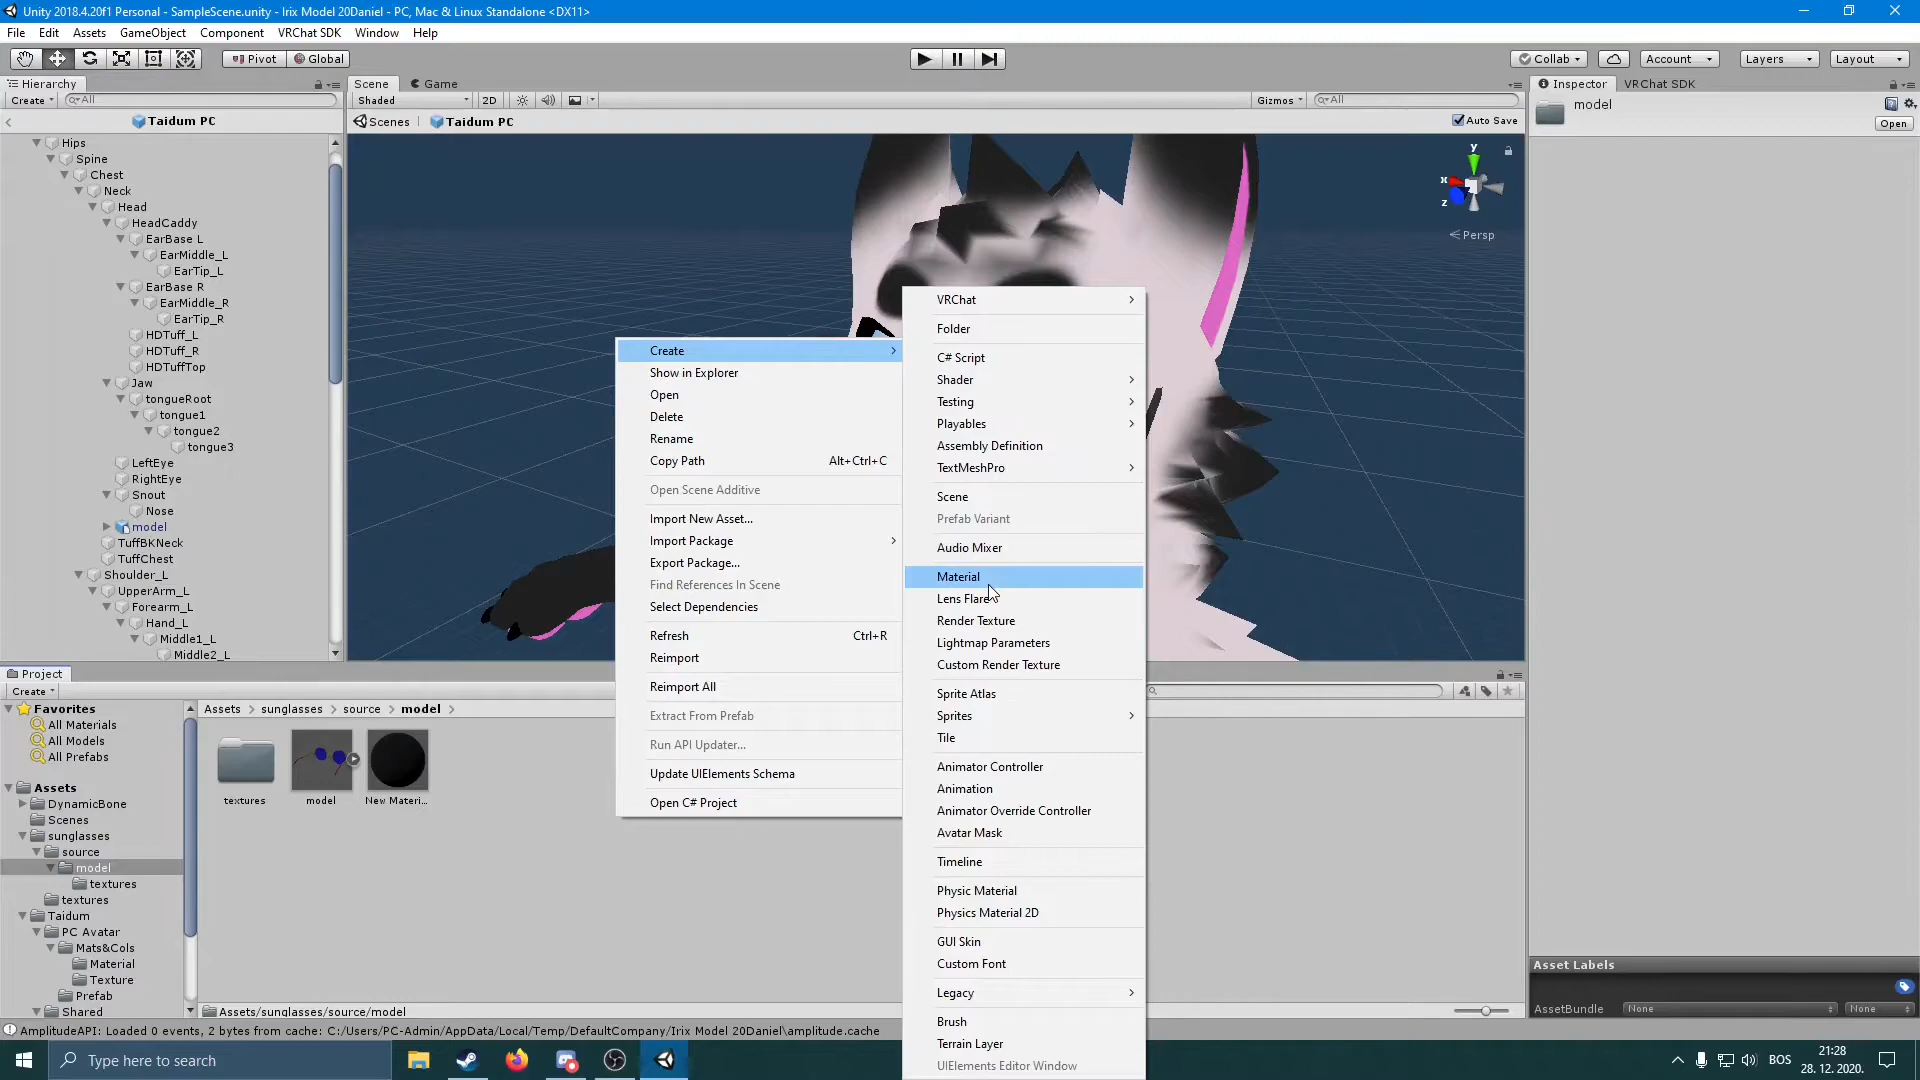 Unity 2018.4.20f1 Personal - SampleScene.unity - Irix Model 20Daniel - PC, Mac & Linux Standalone <DX11>
File Edit Assets GameObject Component VRChat SDK Window Help
Pivot Global Collab Account Layers Layout
Hierarchy Scene Game Inspector VRChat SDK
Create All Shaded 2D Gizmos All
Taidum PC Scenes Taidum PC Auto Save
model
Open
Hips
Spine
Chest
Neck
Head
HeadCaddy
EarBase L
EarMiddle_L
EarTip_L
EarBase R
EarMiddle_R
EarTip_R
HDTuff_L
HDTuff_R
HDTuffTop
Jaw
tongueRoot
tongue1
tongue2
tongue3
LeftEye
RightEye
Snout
Nose
model
TuffBKNeck
TuffChest
Shoulder_L
UpperArm_L
Forearm_L
Hand_L
Middle1_L
Middle2_L
y
x
z
Persp
Create
Show in Explorer
Open
Delete
Rename
Copy Path Alt+Ctrl+C
Open Scene Additive
Import New Asset...
Import Package
Export Package...
Find References In Scene
Select Dependencies
Refresh Ctrl+R
Reimport
Reimport All
Extract From Prefab
Run API Updater...
Update UIElements Schema
Open C# Project
VRChat
Folder
C# Script
Shader
Testing
Playables
Assembly Definition
TextMeshPro
Scene
Prefab Variant
Audio Mixer
Material
Lens Flare
Render Texture
Lightmap Parameters
Custom Render Texture
Sprite Atlas
Sprites
Tile
Animator Controller
Animation
Animator Override Controller
Avatar Mask
Timeline
Physic Material
Physics Material 2D
GUI Skin
Custom Font
Legacy
Brush
Terrain Layer
UIElements Editor Window
Project
Create
Favorites
All Materials
All Models
All Prefabs
Assets
DynamicBone
Scenes
sunglasses
source
model
textures
textures
Taidum
PC Avatar
Mats&Cols
Material
Texture
Prefab
Shared
Assets > sunglasses > source > model >
textures model New Materi...
Assets/sunglasses/source/model
Asset Labels
AssetBundle None None
AmplitudeAPI: Loaded 0 events, 2 bytes from cache: C:/Users/PC-Admin/AppData/Local/Temp/DefaultCompany/Irix Model 20Daniel\amplitude.cache
Type here to search
BOS
21:28
28. 12. 2020.